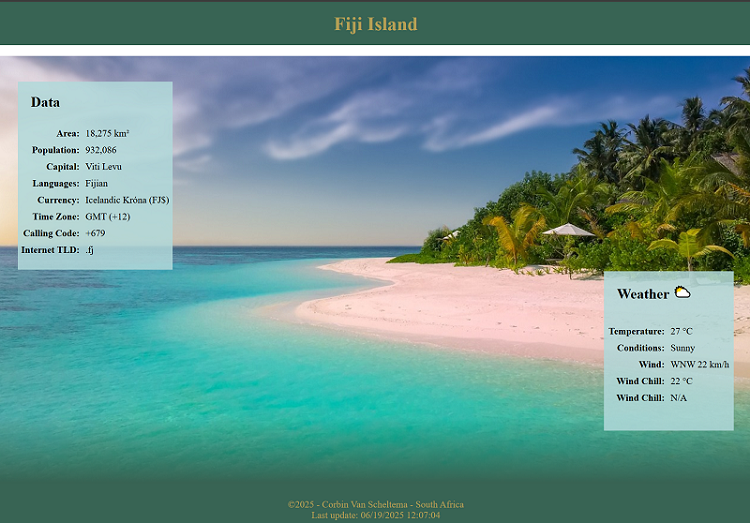 Fiji Island
Data
Area: 18,275 km²
Population: 932,086
Capital: Viti Levu
Languages: Fijian
Currency: Icelandic Króna (FJ$)
Time Zone: GMT (+12)
Calling Code: +679
Internet TLD: .fj
Weather
Temperature: 27 °C
Conditions: Sunny
Wind: WNW 22 km/h
Wind Chill: 22 °C
Wind Chill: N/A
©2025 - Corbin Van Scheltema - South Africa
Last update: 06/19/2025 12:07:04